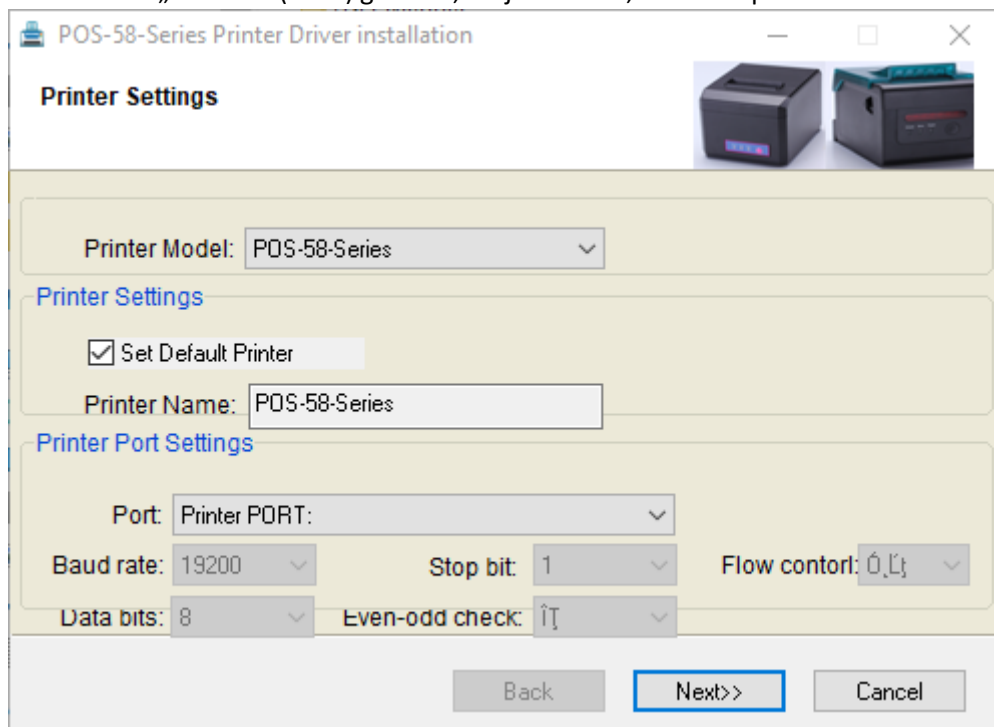 POS-58-Series Printer Driver installation
Printer Settings
Printer Model: POS-58-Series
Printer Settings
Set Default Printer
Printer Name: POS-58-Series
Printer Port Settings
Port: Printer PORT:
Baud rate: 19200 Stop bit: 1 Flow contorl: Ó˛Ľţ
Data bits: 8 Even-odd check: ÎŢ
Back Next>> Cancel